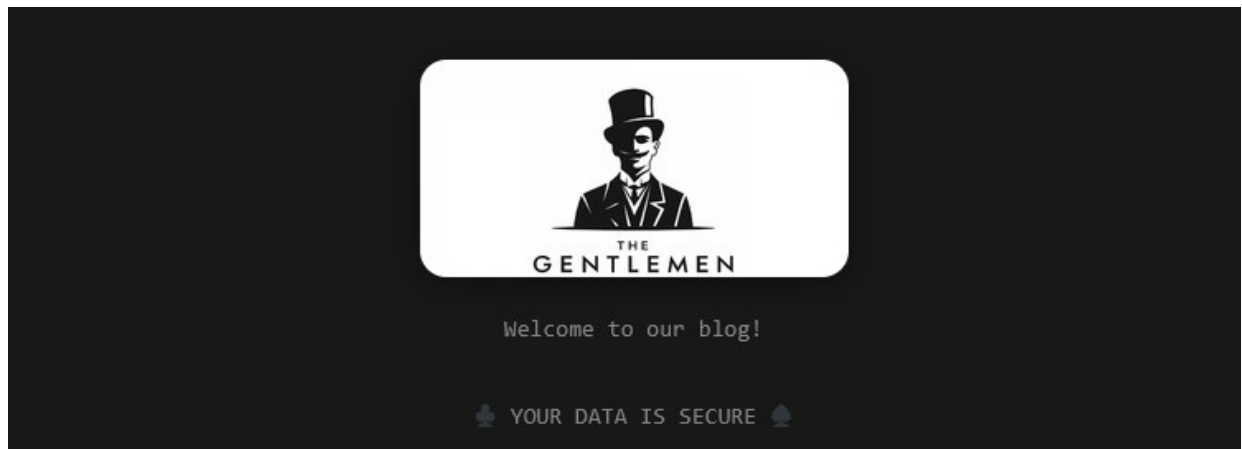 THE
GENTLEMEN
Welcome to our blog!
♣ YOUR DATA IS SECURE ♠